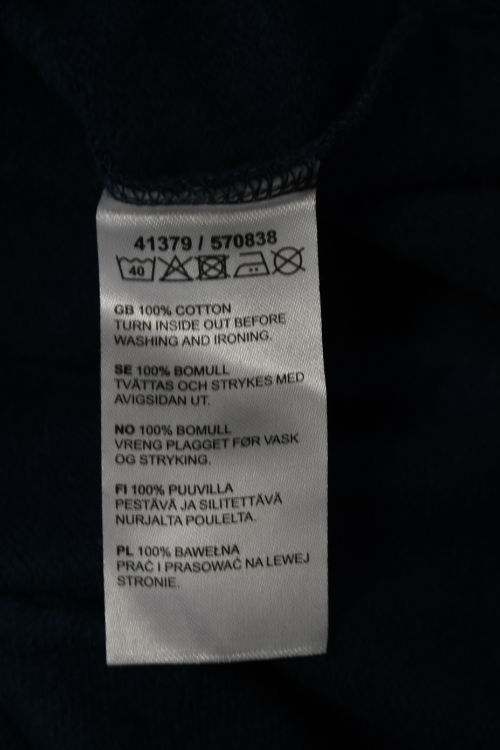 41379 / 570838
40
GB 100% COTTON
TURN INSIDE OUT BEFORE
WASHING AND IRONING.
SE 100% BOMULL
TVÄTTAS OCH STRYKES MED
AVIGSIDAN UT.
NO 100% BOMULL
VRENG PLAGGET FØR VASK
OG STRYKING.
FI 100% PUUVILLA
PESTÄVÄ JA SILITETTÄVÄ
NURJALTA POULELTA.
PL 100% BAWEŁNA
PRAĆ I PRASOWAĆ NA LEWEJ
STRONIE.